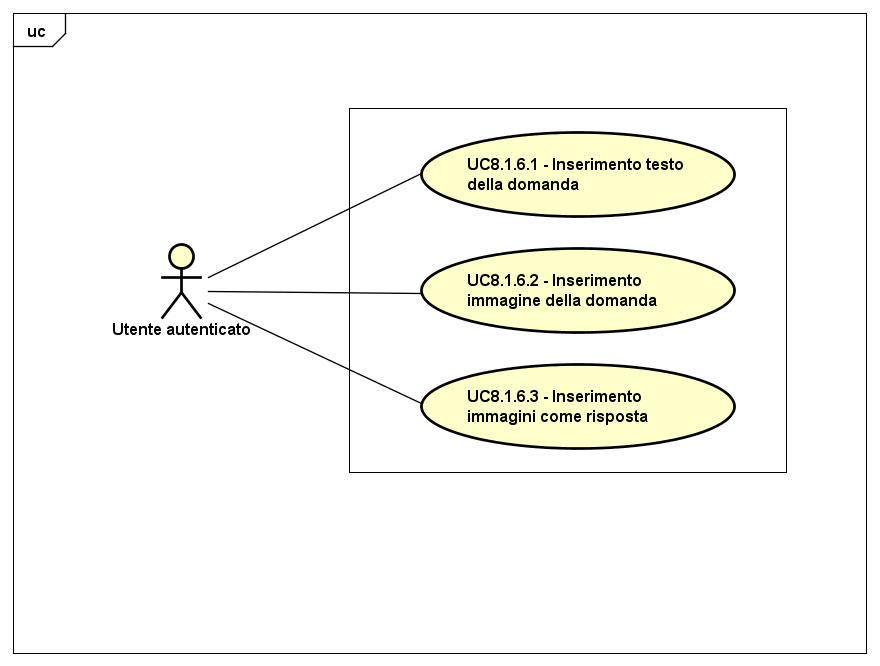 uc
UC8.1.6.1 - Inserimento testo
della domanda
UC8.1.6.2 - Inserimento
immagine della domanda
Utente autenticato
UC8.1.6.3 - Inserimento
immagini come risposta